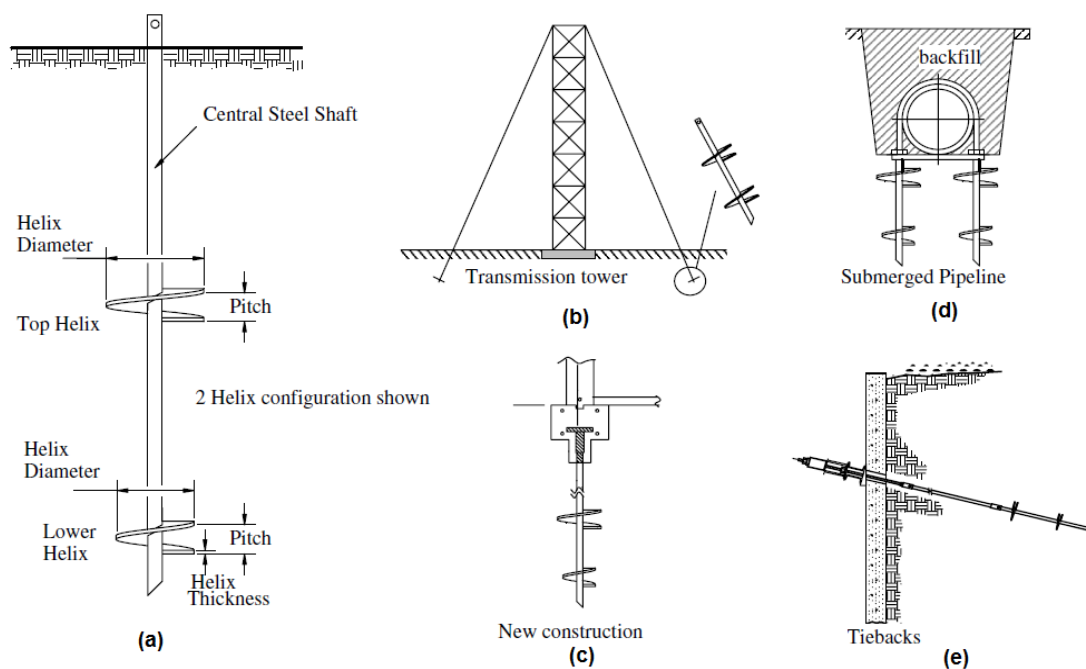 Central Steel Shaft
Helix
Diameter
Pitch
Top Helix
2 Helix configuration shown
Helix
Diameter
Lower
Helix
Pitch
Helix
Thickness
(a)
Transmission tower
(b)
New construction
(c)
backfill
Submerged Pipeline
(d)
Tiebacks
(e)